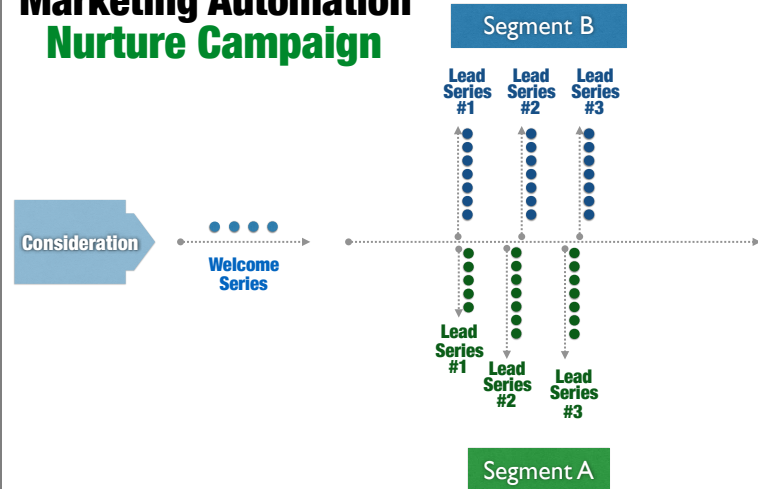 Marketing Automation
Nurture Campaign
Segment B
Lead
Series
#1
Lead
Series
#2
Lead
Series
#3
Consideration
Welcome
Series
Lead
Series
#1
Lead
Series
#2
Lead
Series
#3
Segment A